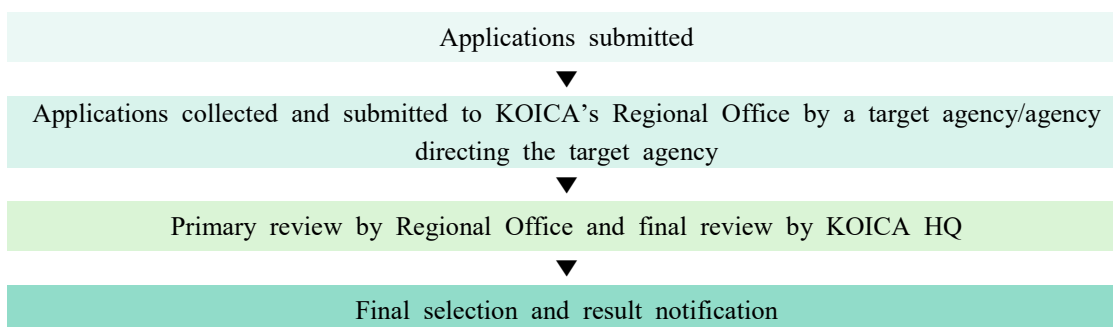 Applications submitted
▼
Applications collected and submitted to KOICA's Regional Office by a target agency/agency
directing the target agency
▼
Primary review by Regional Office and final review by KOICA HQ
▼
Final selection and result notification